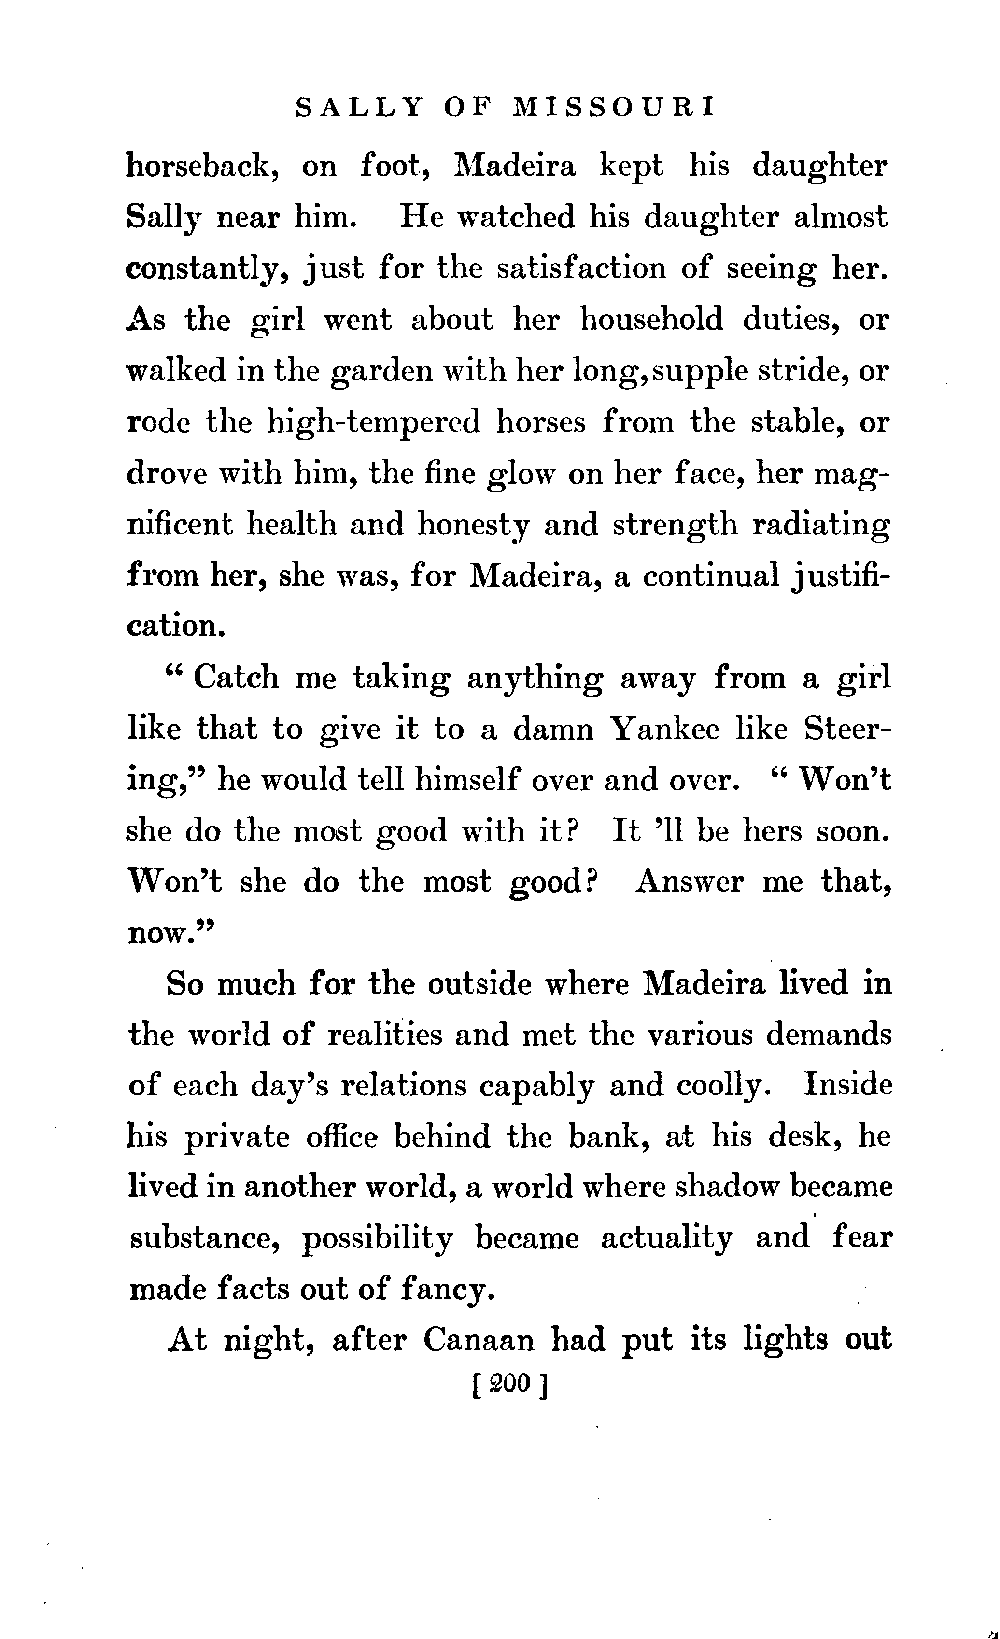 SALLY OF MISSOURI
horseback, on foot, Madeira kept his daughter
Sally near him. He watched his daughter almost
constantly, just for the satisfaction of seeing her.
As the girl went about her household duties, or
walked in the garden with her long, supple stride, or
rode the high-tempered horses from the stable, or
drove with him, the fine glow on her face, her mag-
nificent health and honesty and strength radiating
from her, she was, for Madeira, a continual justifi-
cation.
“ Catch me taking anything away from a girl
like that to give it to a damn Yankee like Steer-
ing,” he would tell himself over and over. “ Won’t
she do the most good with it? It ’ll be hers soon.
Won’t she do the most good? Answer me that,
now.”
So much for the outside where Madeira lived in
the world of realities and met the various demands
of each day’s relations capably and coolly. Inside
his private office behind the bank, at his desk, he
lived in another world, a world where shadow became
substance, possibility became actuality and fear
made facts out of fancy.
At night, after Canaan had put its lights out
[ 200 ]